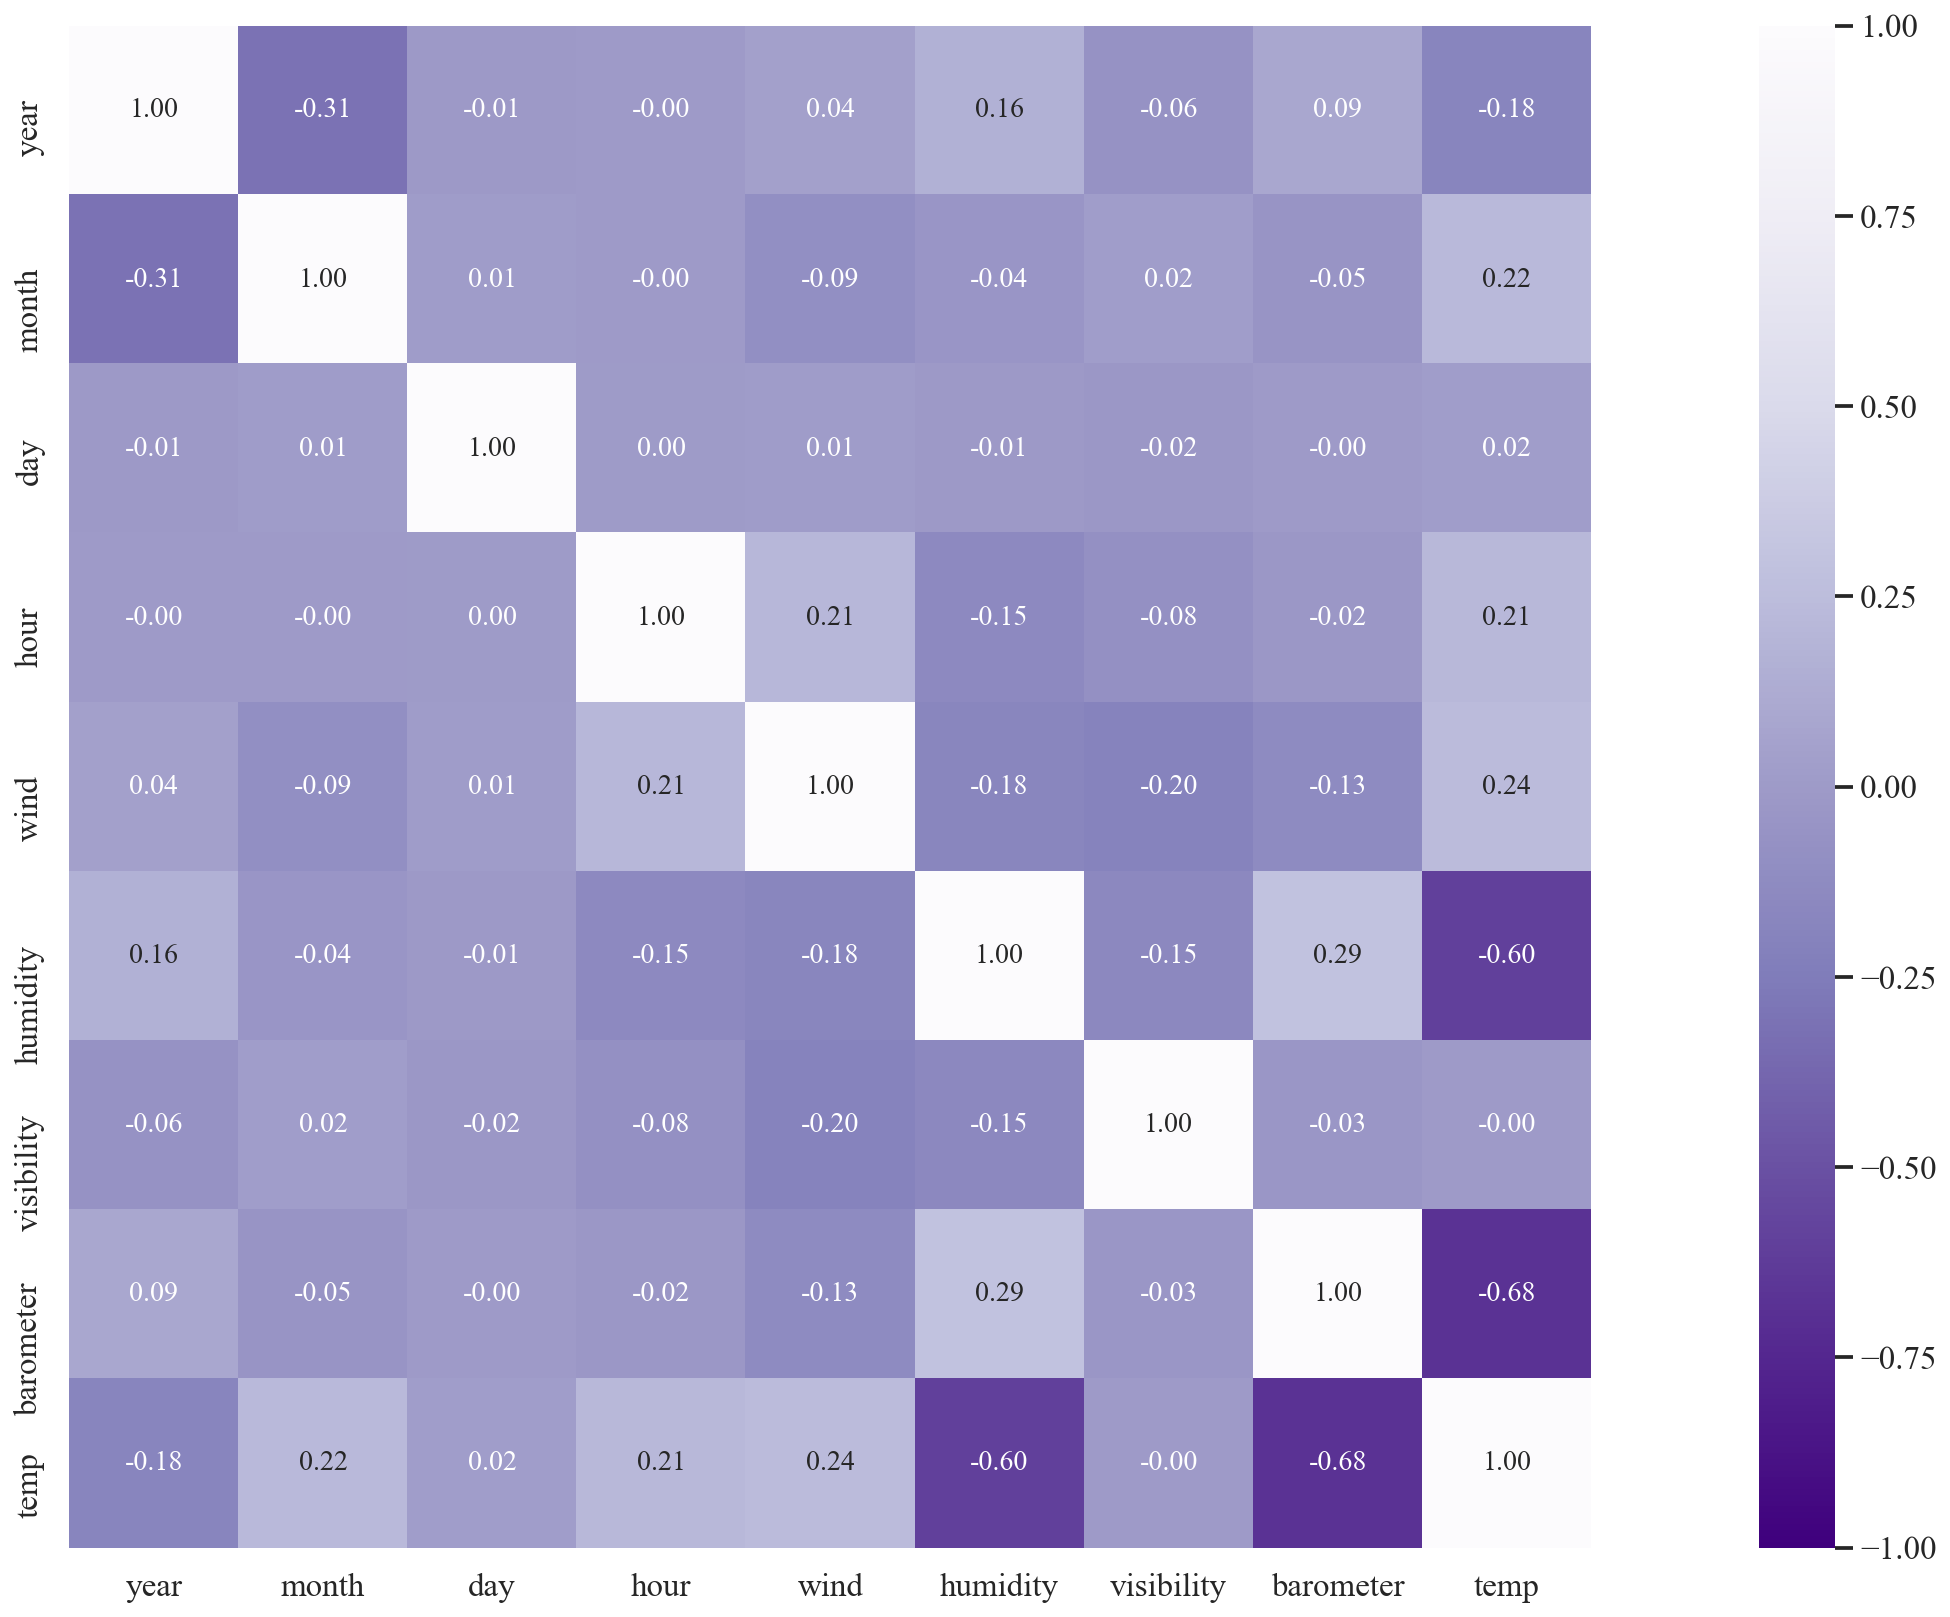 year 1.00 -0.31 -0.01 -0.00 0.04 0.16 -0.06 0.09 -0.18
month -0.31 1.00 0.01 -0.00 -0.09 -0.04 0.02 -0.05 0.22
day -0.01 0.01 1.00 0.00 0.01 -0.01 -0.02 -0.00 0.02
hour -0.00 -0.00 0.00 1.00 0.21 -0.15 -0.08 -0.02 0.21
wind 0.04 -0.09 0.01 0.21 1.00 -0.18 -0.20 -0.13 0.24
humidity 0.16 -0.04 -0.01 -0.15 -0.18 1.00 -0.15 0.29 -0.60
visibility -0.06 0.02 -0.02 -0.08 -0.20 -0.15 1.00 -0.03 -0.00
barometer 0.09 -0.05 -0.00 -0.02 -0.13 0.29 -0.03 1.00 -0.68
temp -0.18 0.22 0.02 0.21 0.24 -0.60 -0.00 -0.68 1.00
year month day hour wind humidity visibility barometer temp
1.00
0.75
0.50
0.25
0.00
−0.25
−0.50
−0.75
−1.00